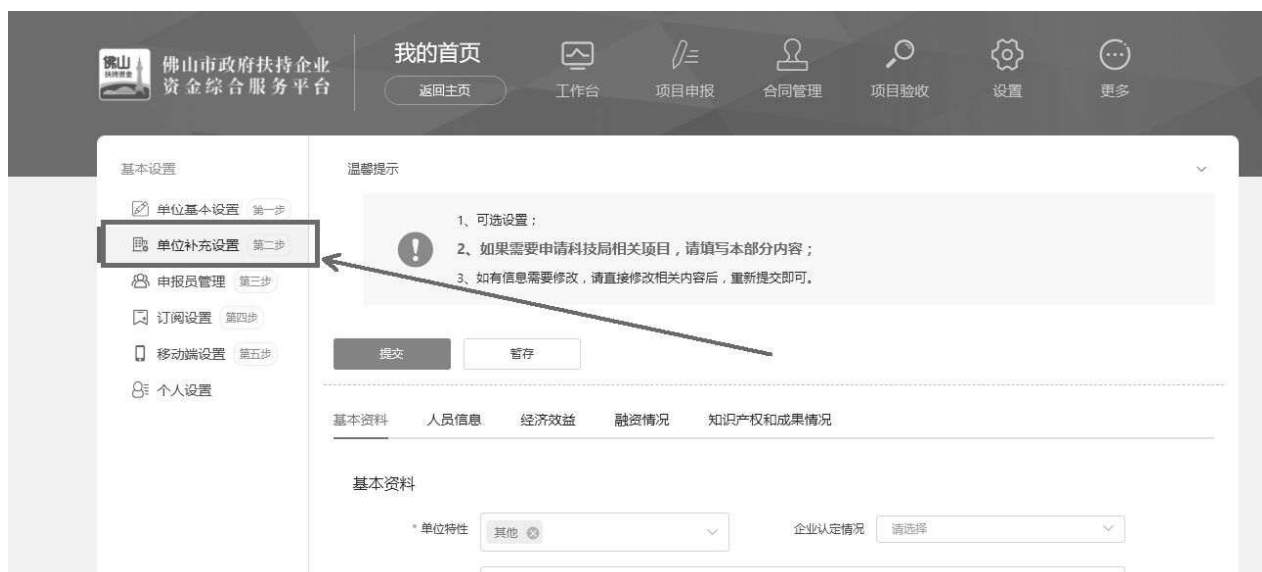 佛山
扶持资金
佛山市政府扶持企业
资金综合服务平台
我的首页
返回主页
工作台
项目申报
合同管理
项目验收
设置
更多
基本设置
单位基本设置 第一步
单位补充设置 第二步
申报员管理 第三步
订阅设置 第四步
移动端设置 第五步
个人设置
温馨提示
1、可选设置；
2、如果需要申请科技局相关项目，请填写本部分内容；
3、如有信息需要修改，请直接修改相关内容后，重新提交即可。
提交 暂存
基本资料 人员信息 经济效益 融资情况 知识产权和成果情况
基本资料
* 单位特性 其他 企业认定情况 请选择